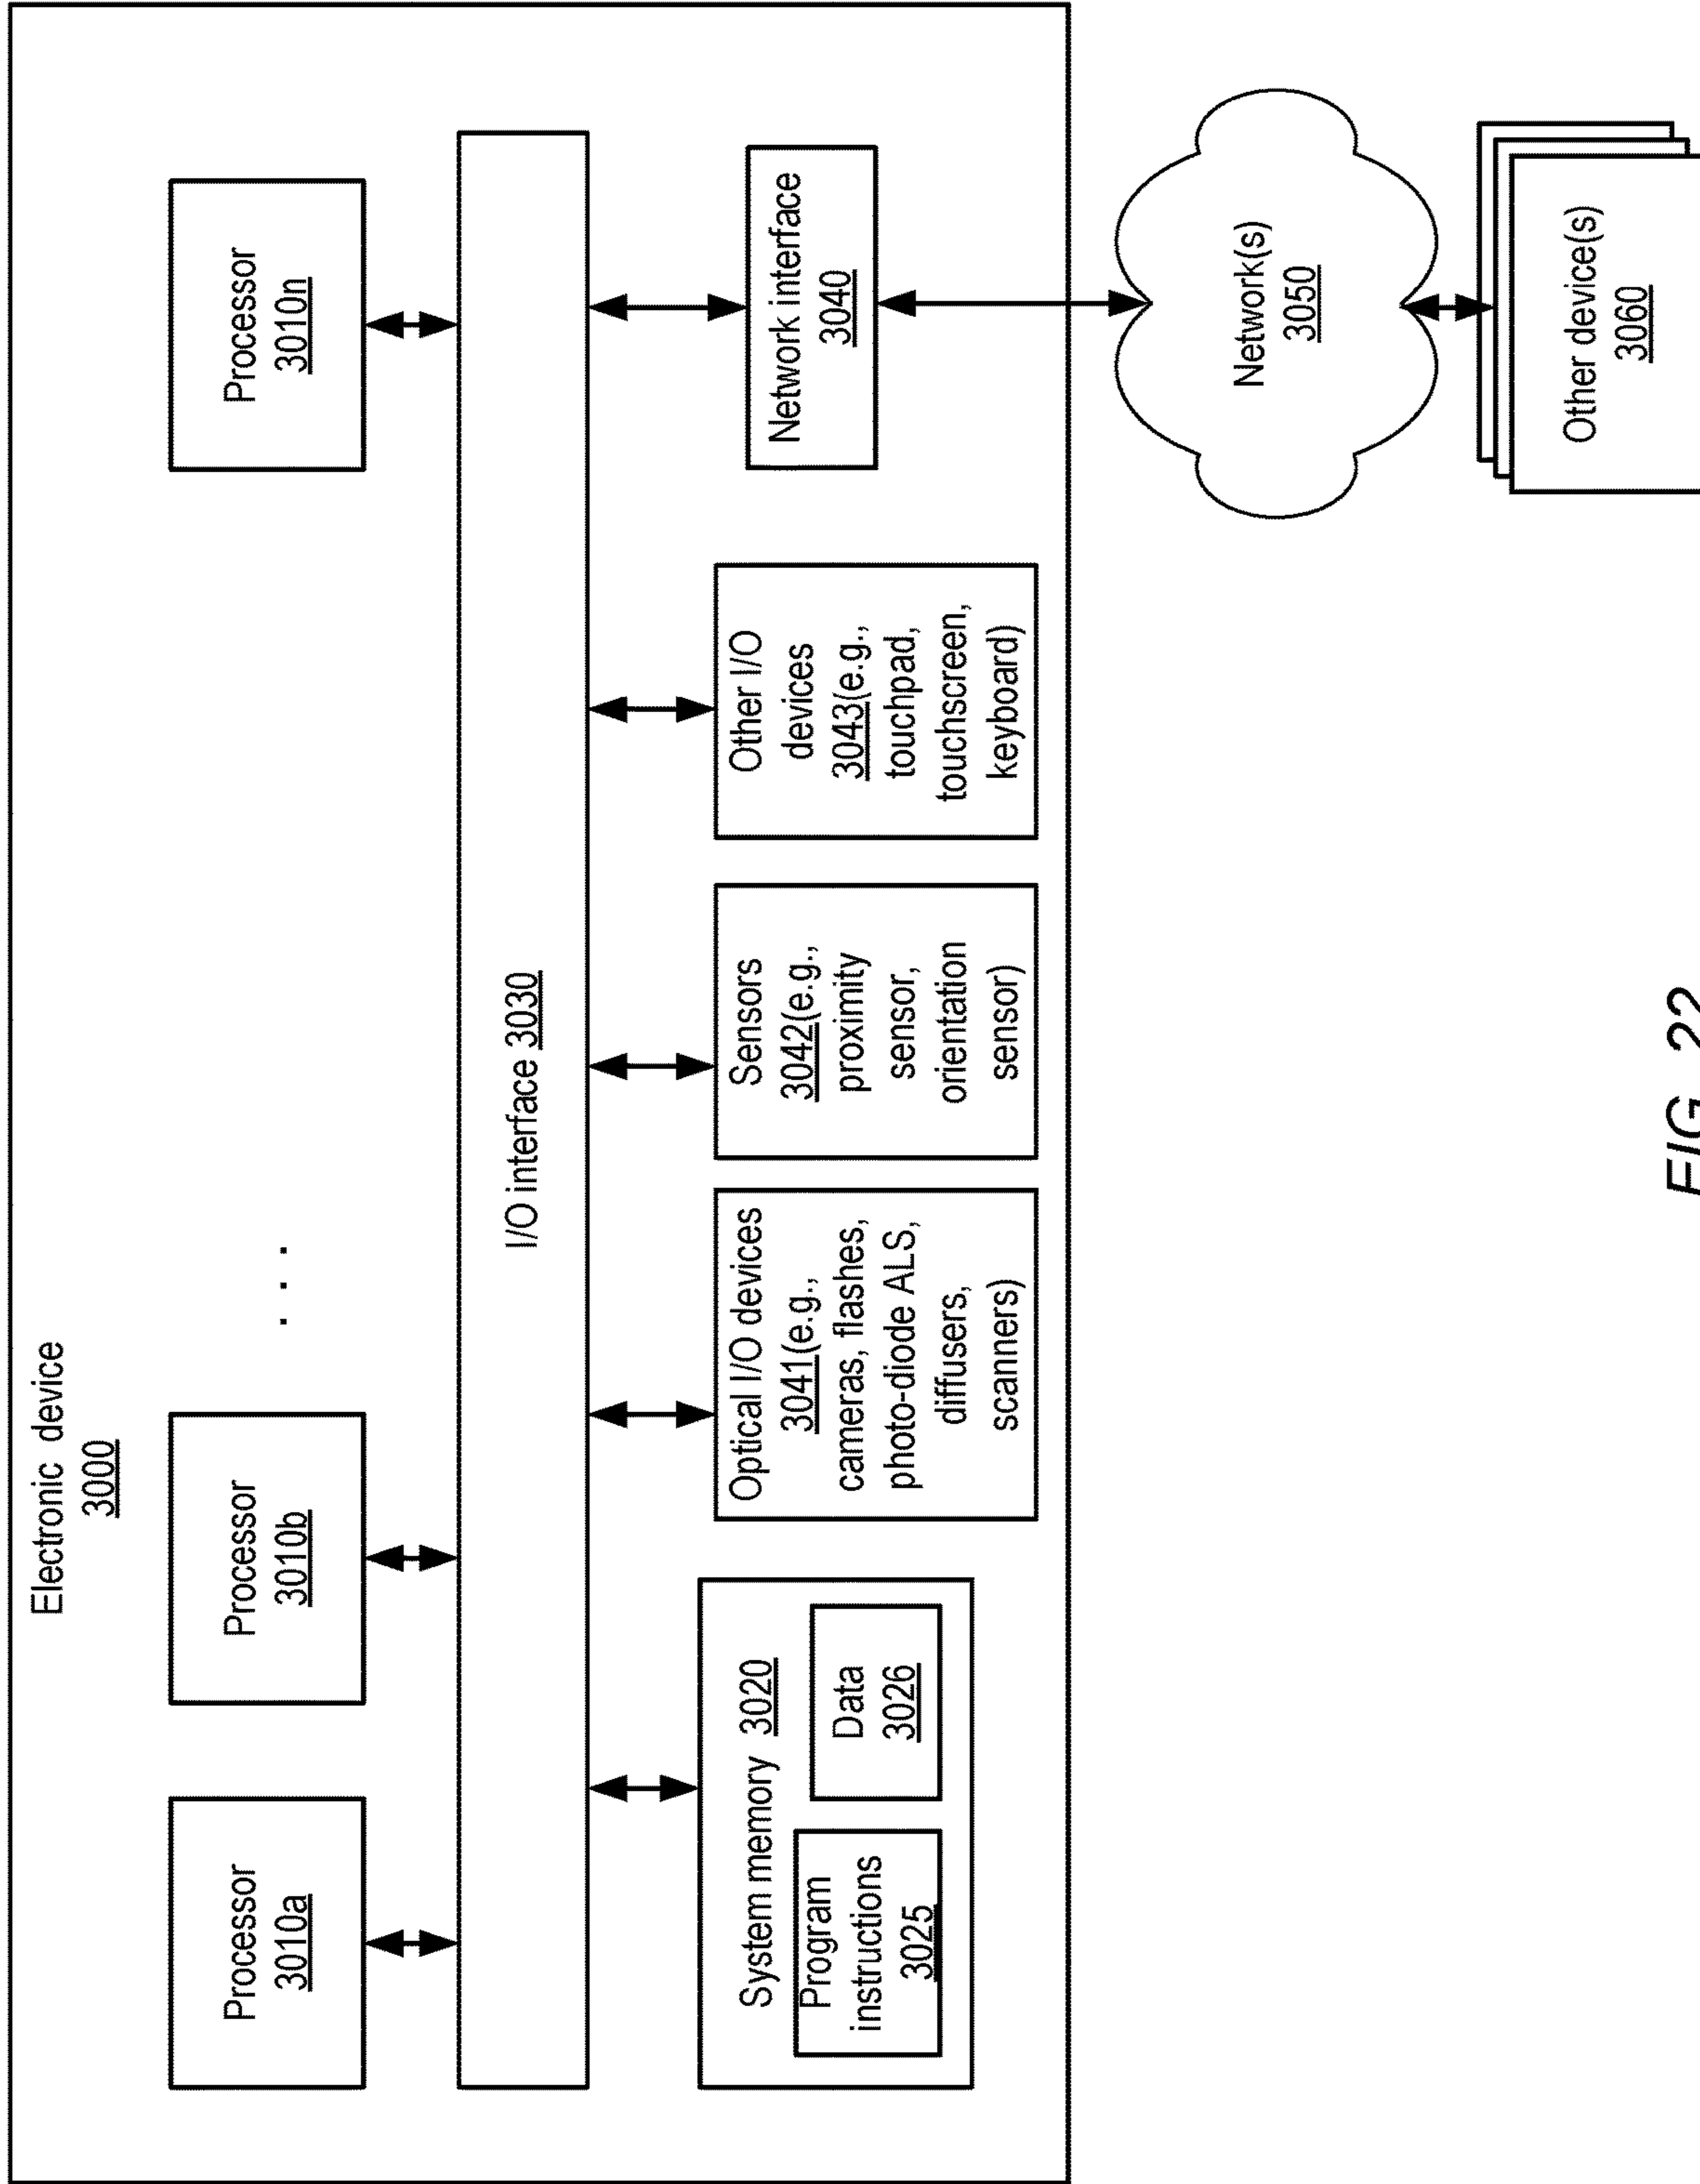 Electronic device
3000
Processor
3010a
Processor
3010b
. . .
Processor
3010n
I/O interface 3030
System memory 3020
Program
instructions
3025
Data
3026
Optical I/O devices
3041(e.g.,
cameras, flashes,
photo-diode ALS,
diffusers,
scanners)
Sensors
3042(e.g.,
proximity
sensor,
orientation
sensor)
Other I/O
devices
3043(e.g.,
touchpad,
touchscreen,
keyboard)
Network interface
3040
Network(s)
3050
Other device(s)
3060
FIG. 22